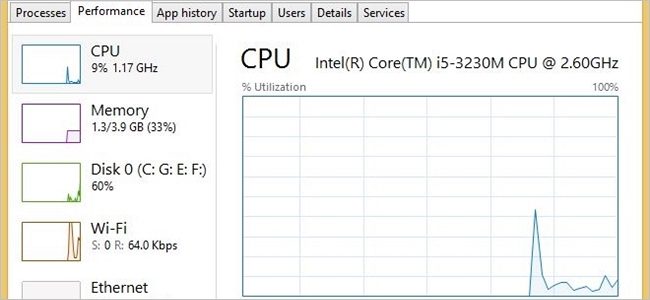 Processes Performance App history Startup Users Details Services
CPU
9% 1.17 GHz
Memory
1.3/3.9 GB (33%)
Disk 0 (C: G: E: F:)
60%
Wi-Fi
S: 0 R: 64.0 Kbps
Ethernet
CPU Intel(R) Core(TM) i5-3230M CPU @ 2.60GHz
% Utilization 100%